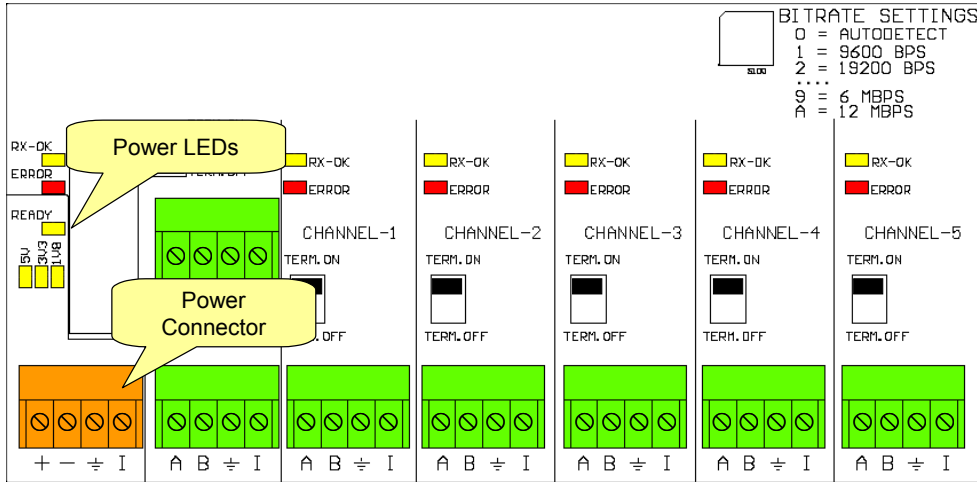 BITRATE SETTINGS
0 = AUTODETECT
1 = 9600 BPS
2 = 19200 BPS
....
9 = 6 MBPS
A = 12 MBPS
S100
RX-OK
ERROR
READY
5V
3V3
1V8
Power LEDs
Power
Connector
+ − ⏚ I
A B ⏚ I
RX-OK
ERROR
CHANNEL-1
TERM. ON
M. OFF
A B ⏚ I
RX-OK
ERROR
CHANNEL-2
TERM. ON
TERM. OFF
A B ⏚ I
RX-OK
ERROR
CHANNEL-3
TERM. ON
TERM. OFF
A B ⏚ I
RX-OK
ERROR
CHANNEL-4
TERM. ON
TERM. OFF
A B ⏚ I
RX-OK
ERROR
CHANNEL-5
TERM. ON
TERM. OFF
A B ⏚ I